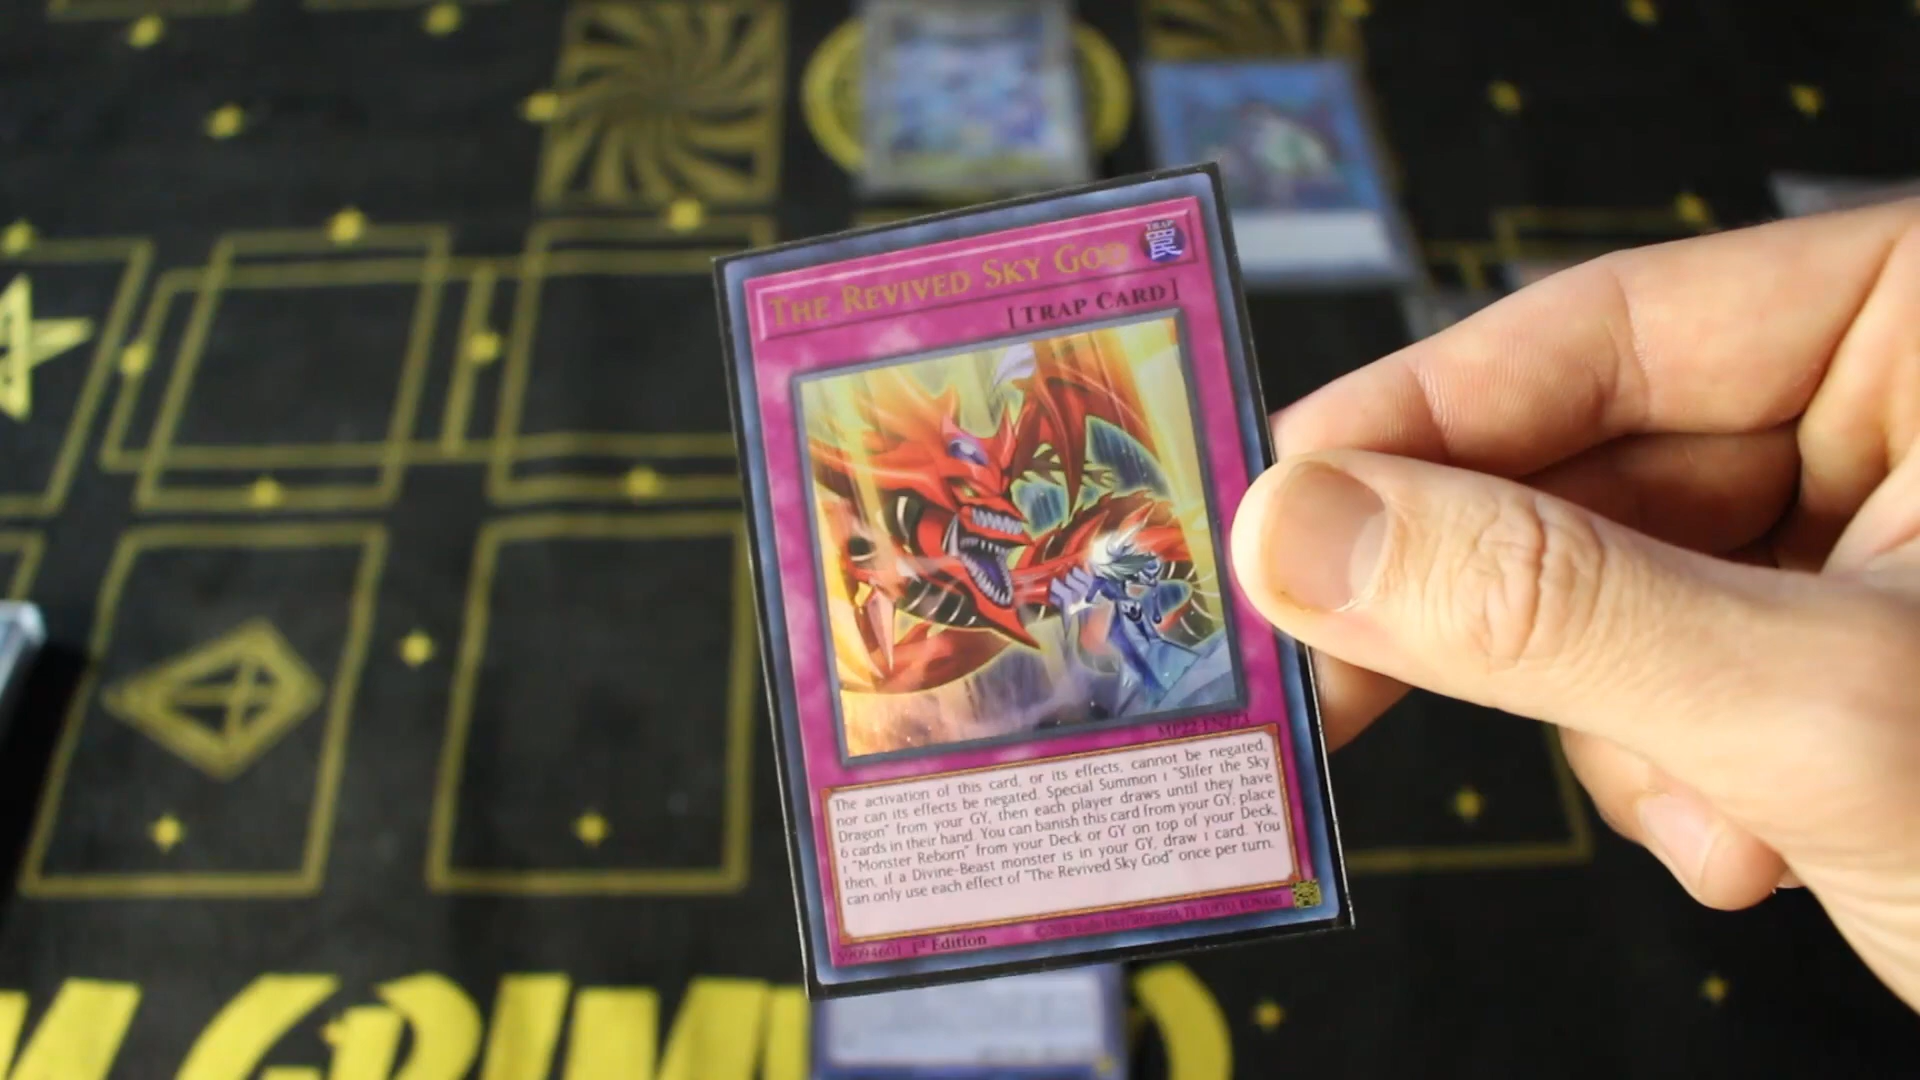 THE REVIVED SKY GOD
TRAP
罠
[TRAP CARD]
MP22-EN271
The activation of this card, or its effects, cannot be negated,
nor can its effects be negated. Special Summon 1 "Slifer the Sky
Dragon" from your GY, then each player draws until they have
6 cards in their hand. You can banish this card from your GY, place
1 "Monster Reborn" from your Deck or GY on top of your Deck,
then, if a Divine-Beast monster is in your GY, draw 1 card. You
can only use each effect of "The Revived Sky God" once per turn.
59094601 1st Edition